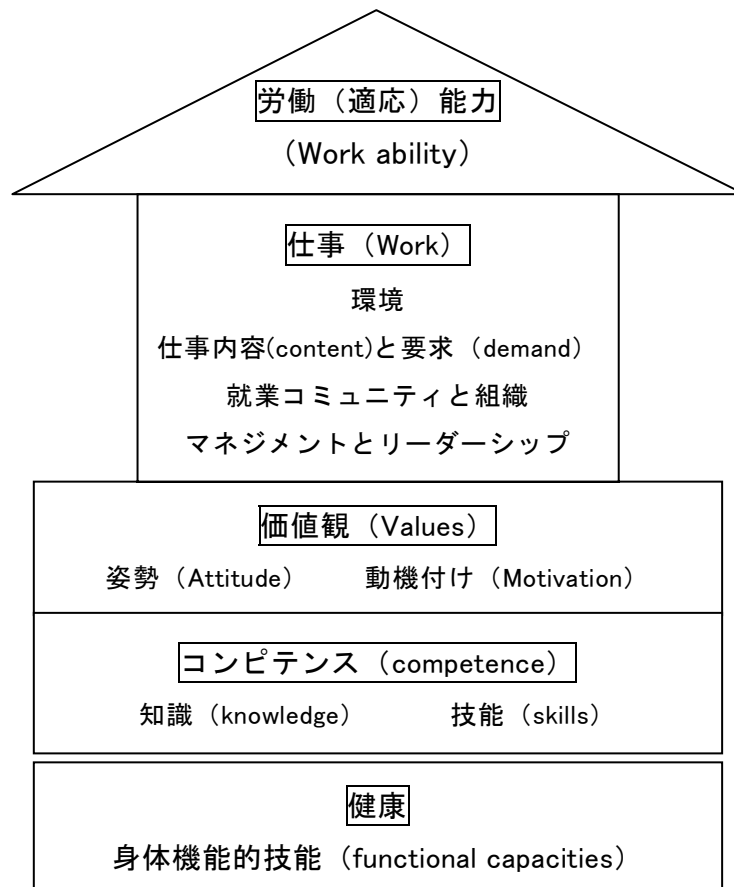 労働（適応）能力
（Work ability）
仕事（Work）
環境
仕事内容(content)と要求（demand）
就業コミュニティと組織
マネジメントとリーダーシップ
価値観（Values）
姿勢（Attitude） 動機付け（Motivation）
コンピテンス（competence）
知識（knowledge） 技能（skills）
健康
身体機能的技能（functional capacities）